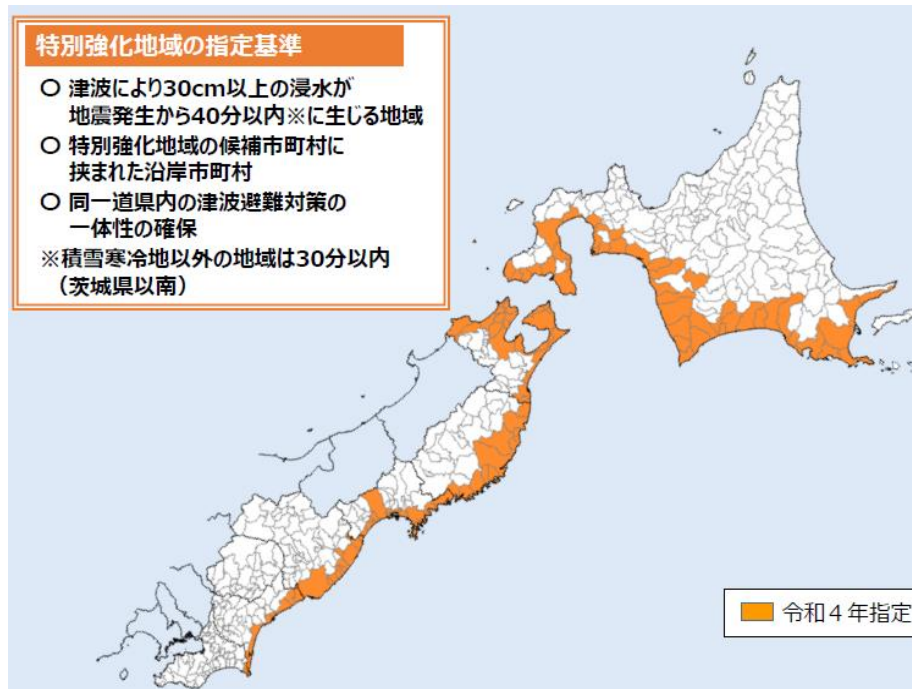 特別強化地域の指定基準
〇 津波により30cm以上の浸水が
地震発生から40分以内※に生じる地域
〇 特別強化地域の候補市町村に
挟まれた沿岸市町村
〇 同一道県内の津波避難対策の
一体性の確保
※積雪寒冷地以外の地域は30分以内
（茨城県以南）
令和４年指定